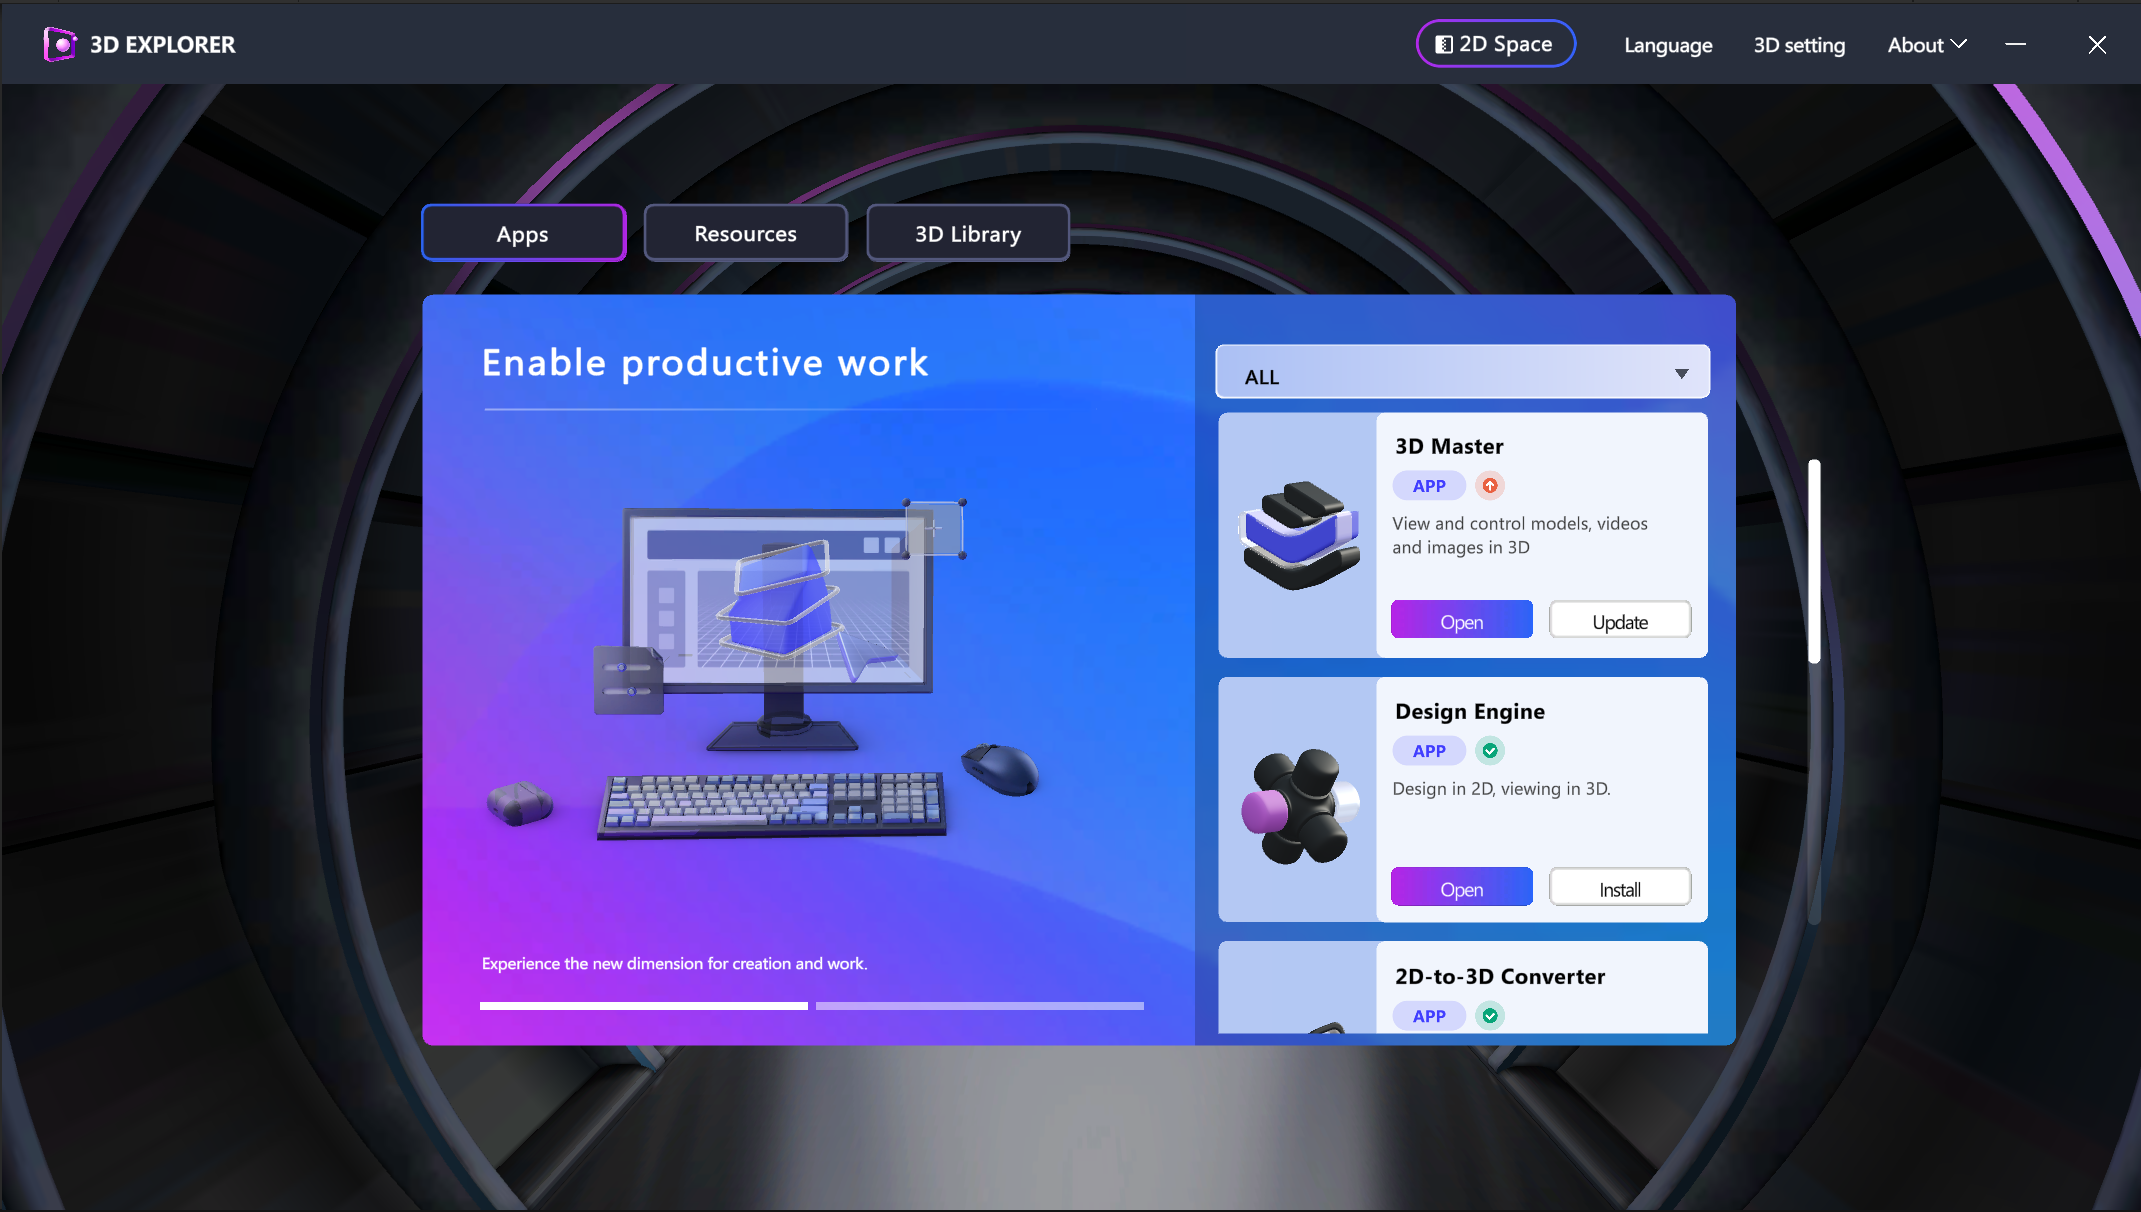 3D EXPLORER
2D Space
Language
3D setting
About
Apps
Resources
3D Library
Enable productive work
Experience the new dimension for creation and work.
ALL
3D Master
APP
View and control models, videos
and images in 3D
Open
Update
Design Engine
APP
Design in 2D, viewing in 3D.
Open
Install
2D-to-3D Converter
APP